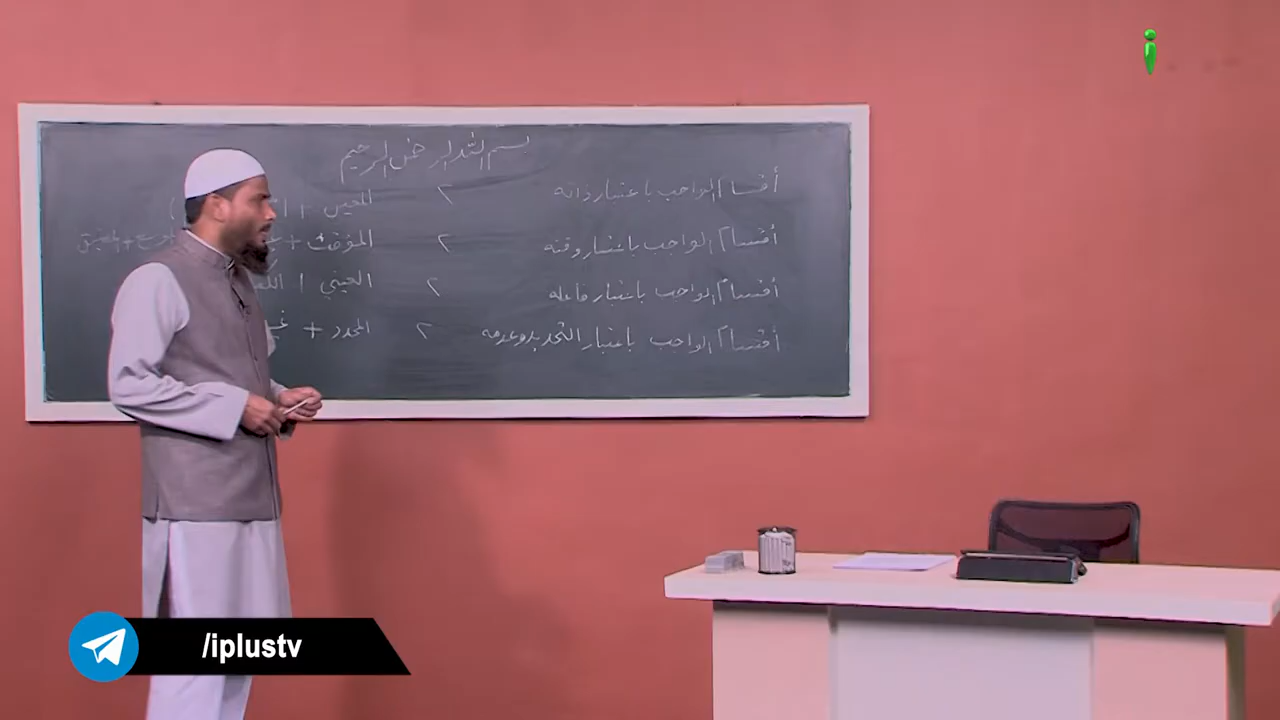 بسم الله الرحمن الرحيم
أقسام الواجب باعتبار ذاته ٢ المعين +
أقسام الواجب باعتبار وقته ٢ المؤقت +
أقسام الواجب باعتبار فاعله ٢ العيني /
أقسام الواجب باعتبار التحديد وعدمه ٢ المحدد +
/iplustv